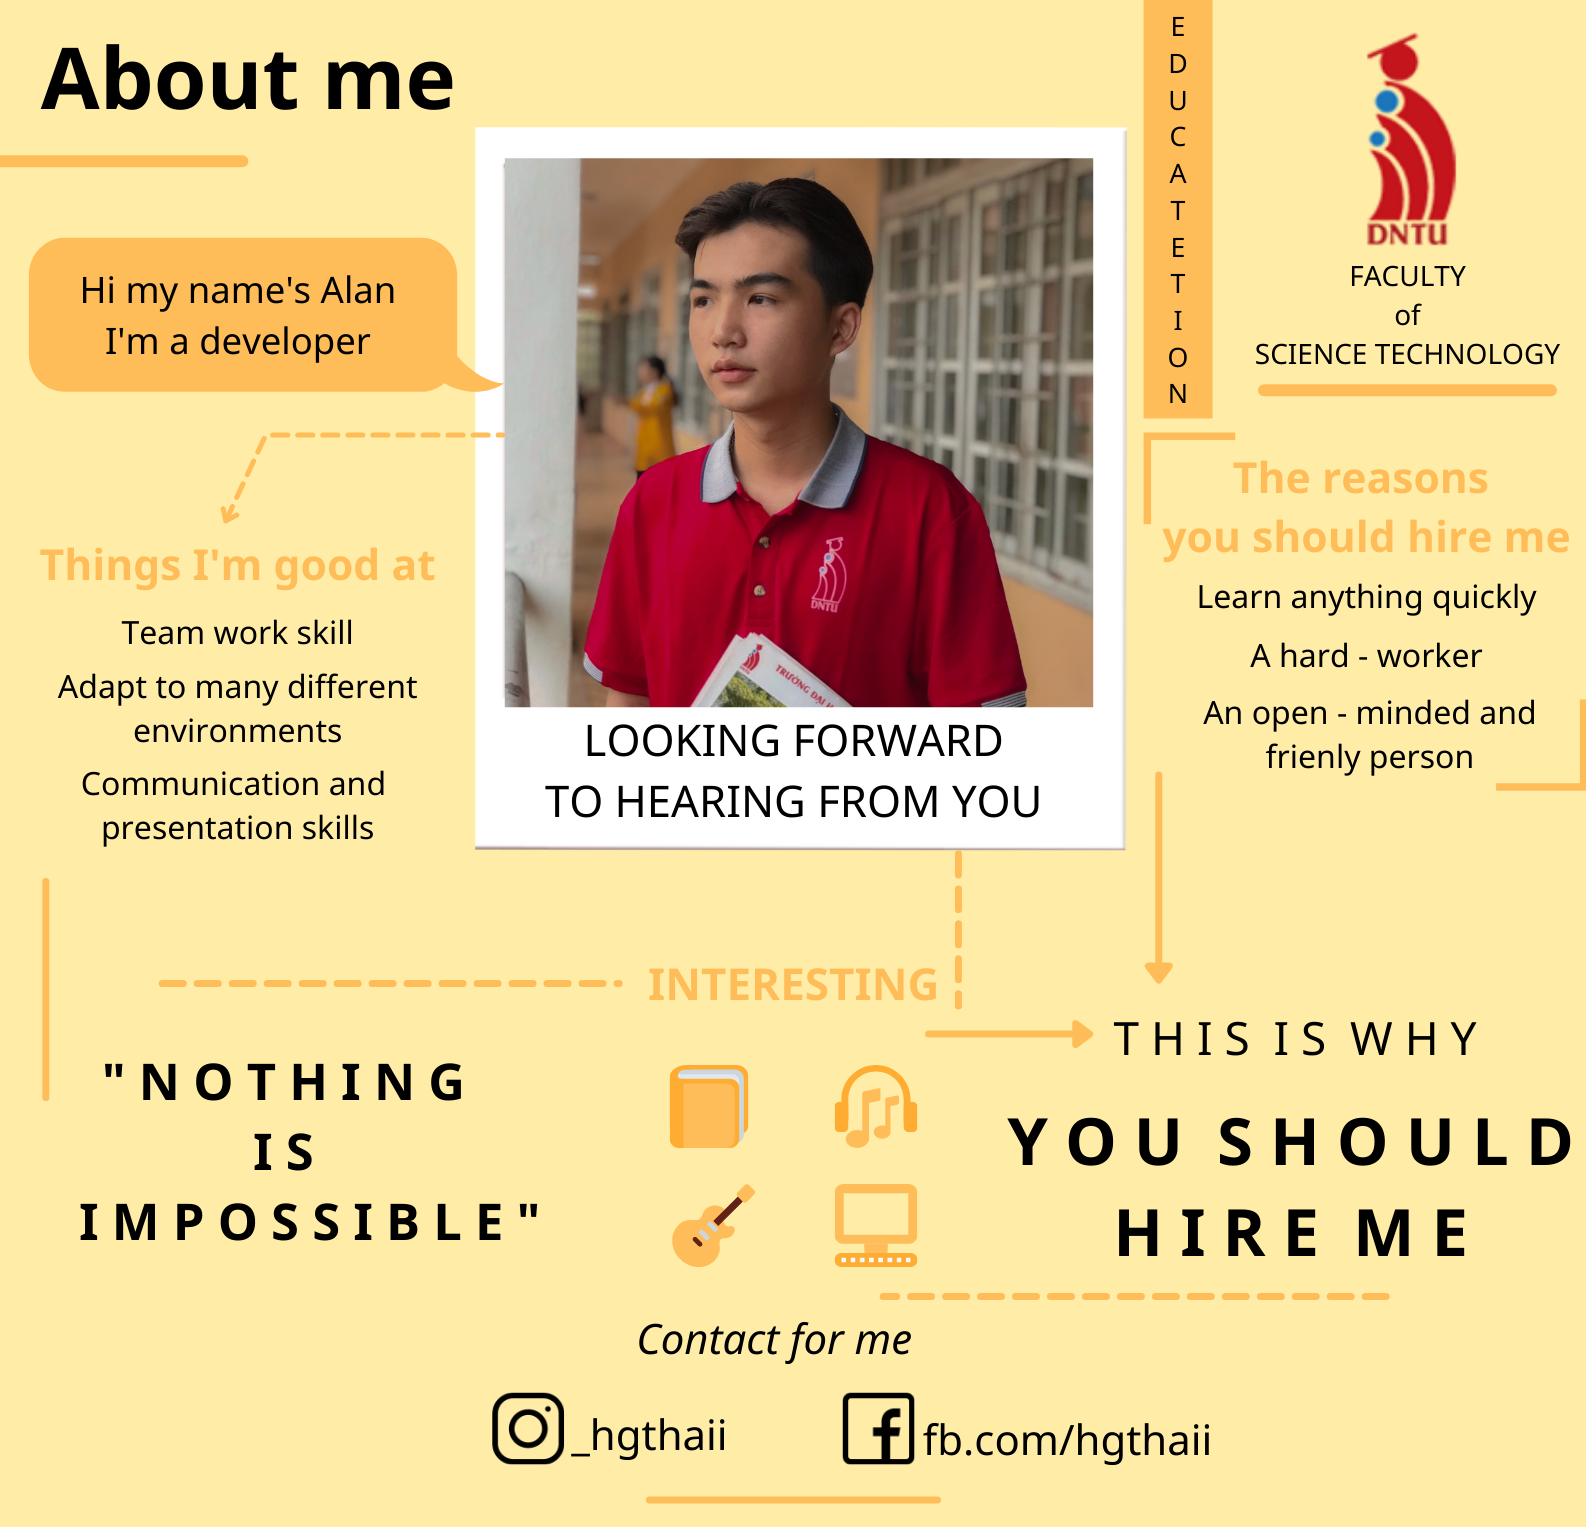 About me
Hi my name's Alan
I'm a developer
Things I'm good at
Team work skill
Adapt to many different
environments
Communication and
presentation skills
DNTU
TRƯỜNG ĐẠI
LOOKING FORWARD
TO HEARING FROM YOU
E
D
U
C
A
T
E
T
I
O
N
DNTU
FACULTY
of
SCIENCE TECHNOLOGY
The reasons
you should hire me
Learn anything quickly
A hard - worker
An open - minded and
frienly person
INTERESTING
"NOTHING
IS
IMPOSSIBLE"
THIS IS WHY
YOU SHOULD
HIRE ME
Contact for me
_hgthaii
fb.com/hgthaii